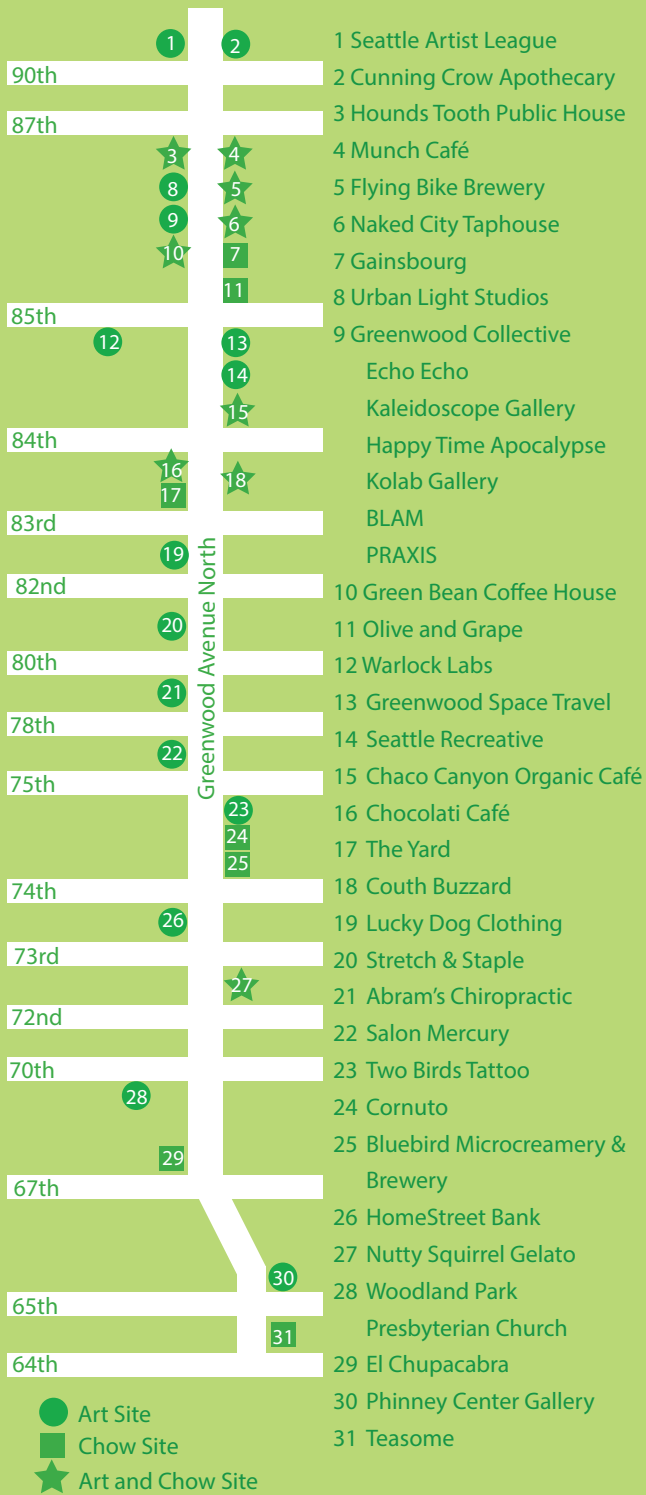 1
2
90th
87th
3
4
8
5
9
6
10
7
11
85th
12
13
14
15
84th
16
18
17
83rd
19
82nd
20
80th
21
78th
22
75th
23
24
25
74th
26
73rd
27
72nd
70th
28
29
67th
30
65th
31
64th
Greenwood Avenue North
Art Site
Chow Site
Art and Chow Site
1 Seattle Artist League
2 Cunning Crow Apothecary
3 Hounds Tooth Public House
4 Munch Café
5 Flying Bike Brewery
6 Naked City Taphouse
7 Gainsbourg
8 Urban Light Studios
9 Greenwood Collective
Echo Echo
Kaleidoscope Gallery
Happy Time Apocalypse
Kolab Gallery
BLAM
PRAXIS
10 Green Bean Coffee House
11 Olive and Grape
12 Warlock Labs
13 Greenwood Space Travel
14 Seattle Recreative
15 Chaco Canyon Organic Café
16 Chocolati Café
17 The Yard
18 Couth Buzzard
19 Lucky Dog Clothing
20 Stretch & Staple
21 Abram's Chiropractic
22 Salon Mercury
23 Two Birds Tattoo
24 Cornuto
25 Bluebird Microcreamery &
Brewery
26 HomeStreet Bank
27 Nutty Squirrel Gelato
28 Woodland Park
Presbyterian Church
29 El Chupacabra
30 Phinney Center Gallery
31 Teasome